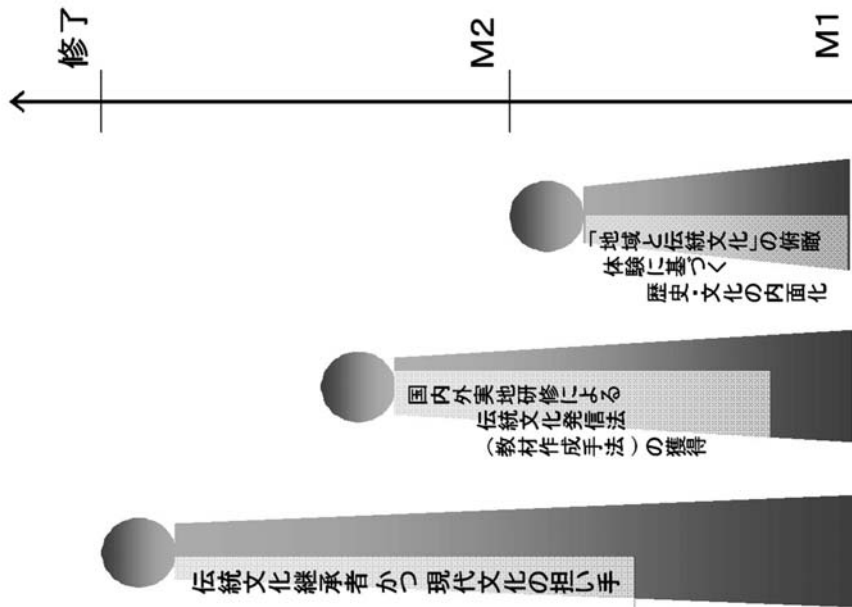 修了
M2
M1
「地域と伝統文化」の俯瞰
体験に基づく
歴史・文化の内面化
国内外実地研修による
伝統文化発信法
（教材作成手法）の獲得
伝統文化継承者かつ現代文化の担い手